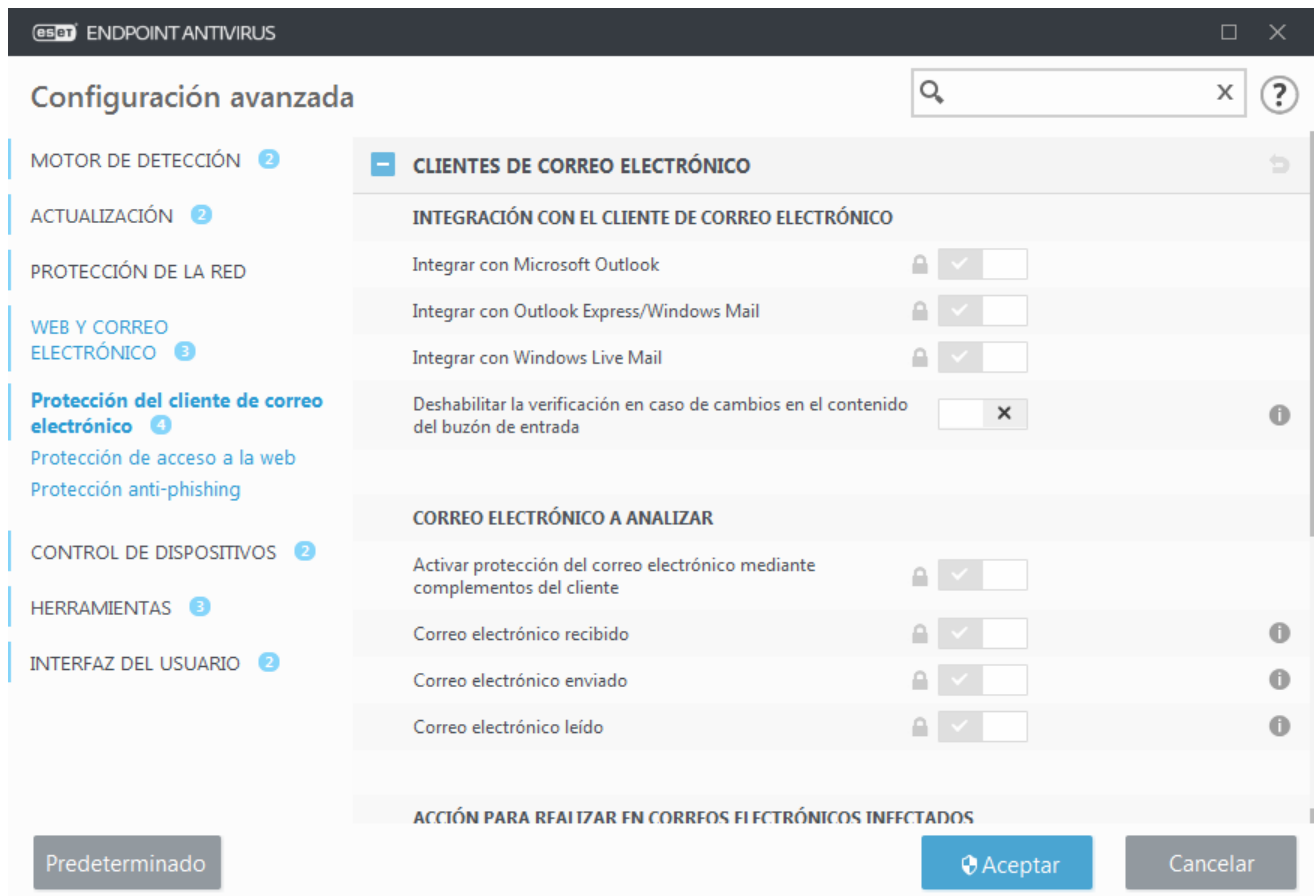 eset ENDPOINT ANTIVIRUS
Configuración avanzada
x
?
MOTOR DE DETECCIÓN 2
ACTUALIZACIÓN 2
PROTECCIÓN DE LA RED
WEB Y CORREO
ELECTRÓNICO 3
Protección del cliente de correo
electrónico 4
Protección de acceso a la web
Protección anti-phishing
CONTROL DE DISPOSITIVOS 2
HERRAMIENTAS 3
INTERFAZ DEL USUARIO 2
CLIENTES DE CORREO ELECTRÓNICO
INTEGRACIÓN CON EL CLIENTE DE CORREO ELECTRÓNICO
Integrar con Microsoft Outlook
Integrar con Outlook Express/Windows Mail
Integrar con Windows Live Mail
Deshabilitar la verificación en caso de cambios en el contenido
del buzón de entrada
CORREO ELECTRÓNICO A ANALIZAR
Activar protección del correo electrónico mediante
complementos del cliente
Correo electrónico recibido
Correo electrónico enviado
Correo electrónico leído
ACCIÓN PARA REALIZAR EN CORREOS ELECTRÓNICOS INFECTADOS
Predeterminado
Aceptar
Cancelar